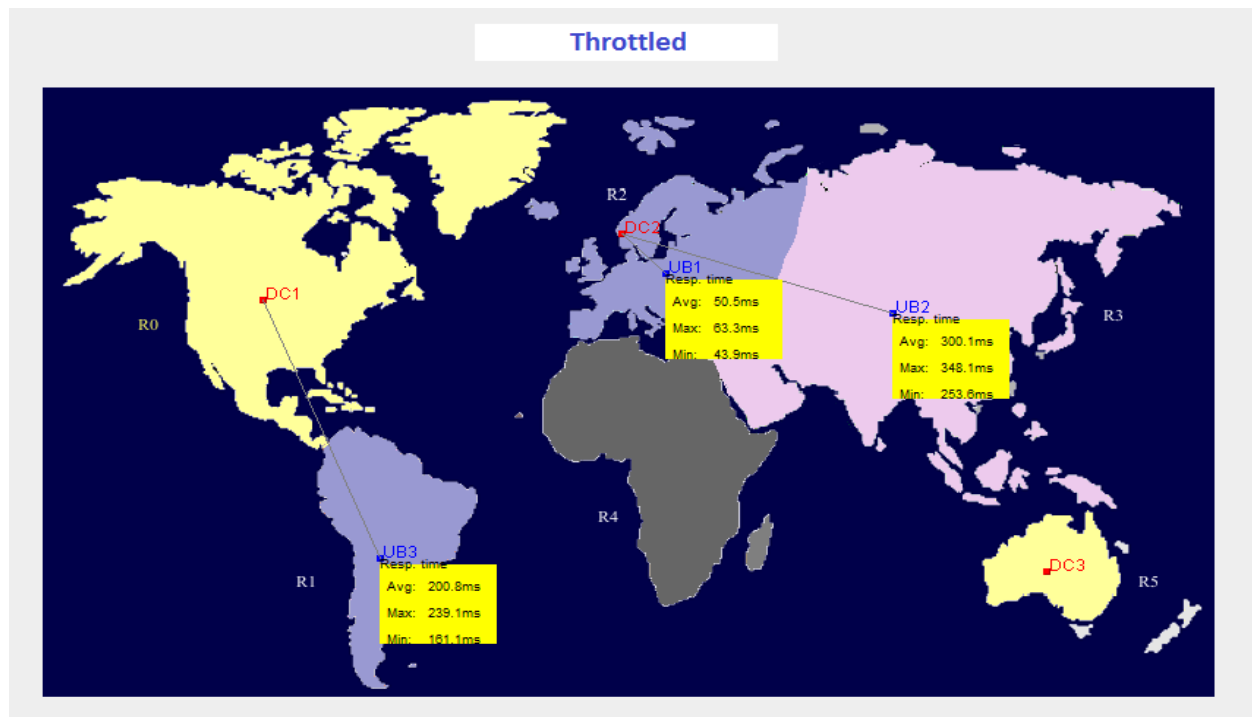 Throttled
R2
DC2
UB1
Resp. time
Avg: 50.5ms
Max: 63.3ms
Min: 43.9ms
DC1
R0
UB2
Resp. time
Avg: 300.1ms
Max: 348.1ms
Min: 253.6ms
R3
R4
UB3
Resp. time
Avg: 200.8ms
Max: 239.1ms
Min: 161.1ms
R1
DC3
R5